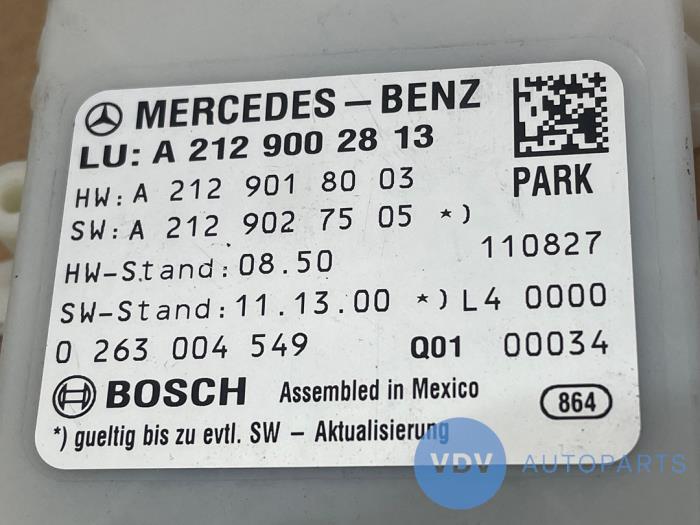 MERCEDES-BENZ
LU: A 212 900 28 13
HW: A 212 901 80 03
PARK
SW: A 212 902 75 05 *)
HW-Stand: 08.50 110827
SW-Stand: 11.13.00 *) L4 0000
0 263 004 549 Q01 00034
BOSCH Assembled in Mexico 864
*) gueltig bis zu evtl. SW - Aktualisierung
VDV AUTOPARTS